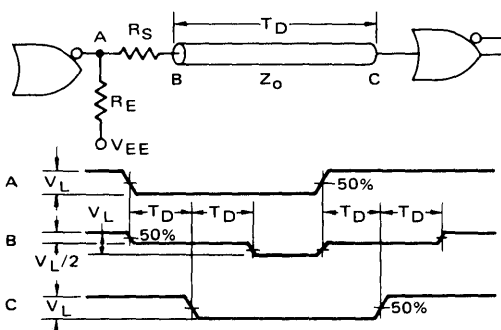 T_D
A
R_S
B
Z_o
C
R_E
V_EE
A
V_L
50%
V_L
T_D
T_D
T_D
T_D
B
50%
V_L/2
C
V_L
50%